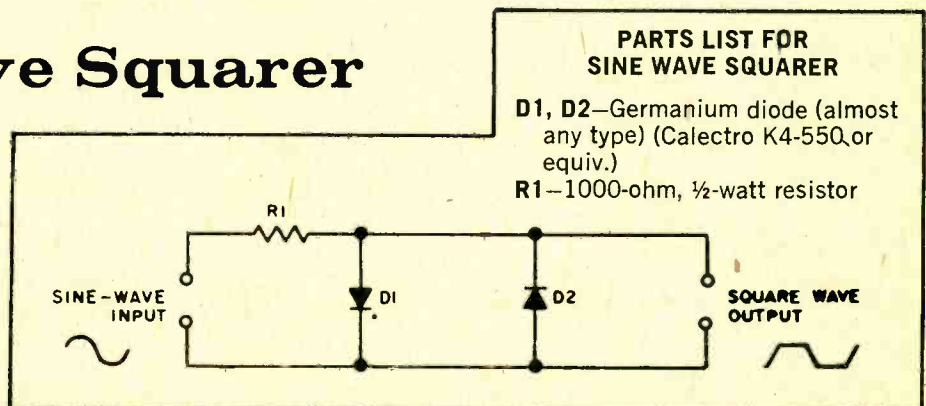 ve Squarer
PARTS LIST FOR
SINE WAVE SQUARER
D1, D2—Germanium diode (almost
any type) (Calectro K4-550 or
equiv.)
R1—1000-ohm, ½-watt resistor
R1
SINE-WAVE
INPUT
D1
D2
SQUARE WAVE
OUTPUT